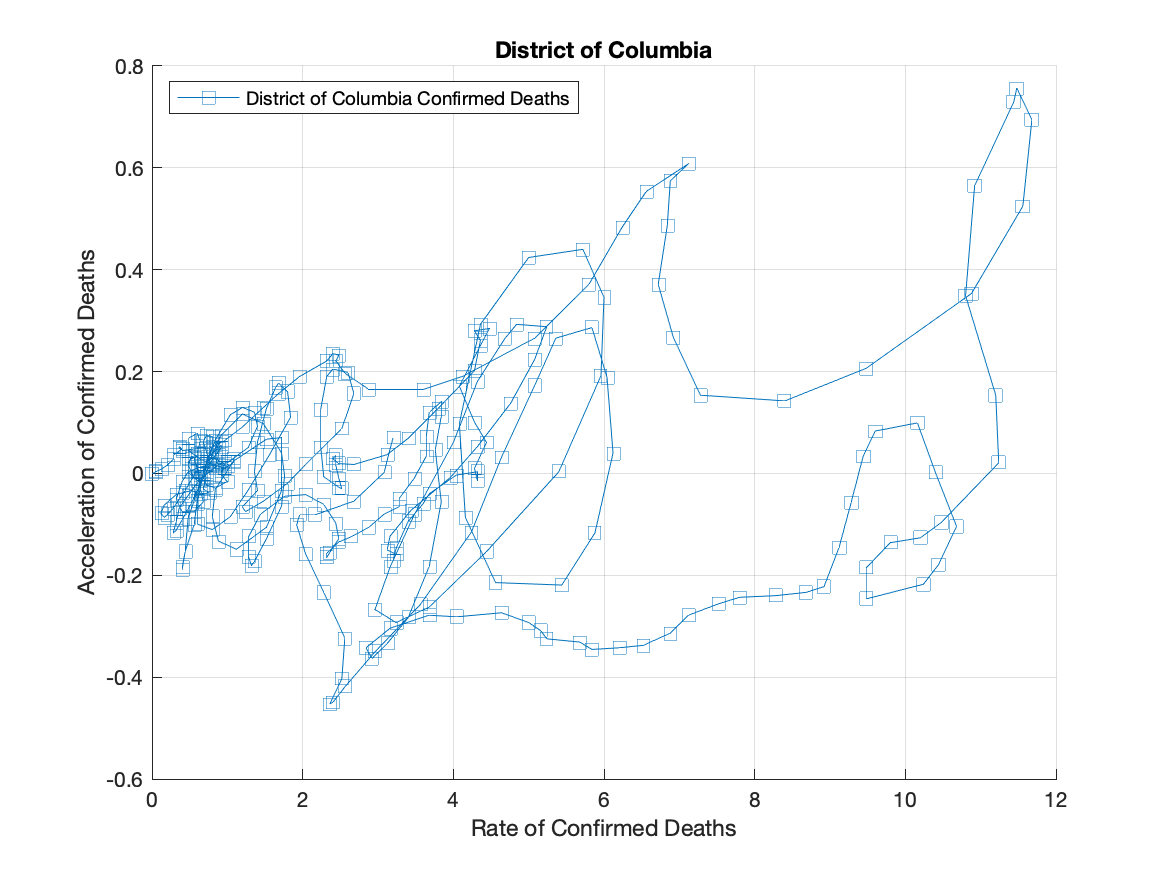 District of Columbia
0.8
District of Columbia Confirmed Deaths
0.6
0.4
0.2
0
-0.2
-0.4
-0.6
Acceleration of Confirmed Deaths
0 2 4 6 8 10 12
Rate of Confirmed Deaths